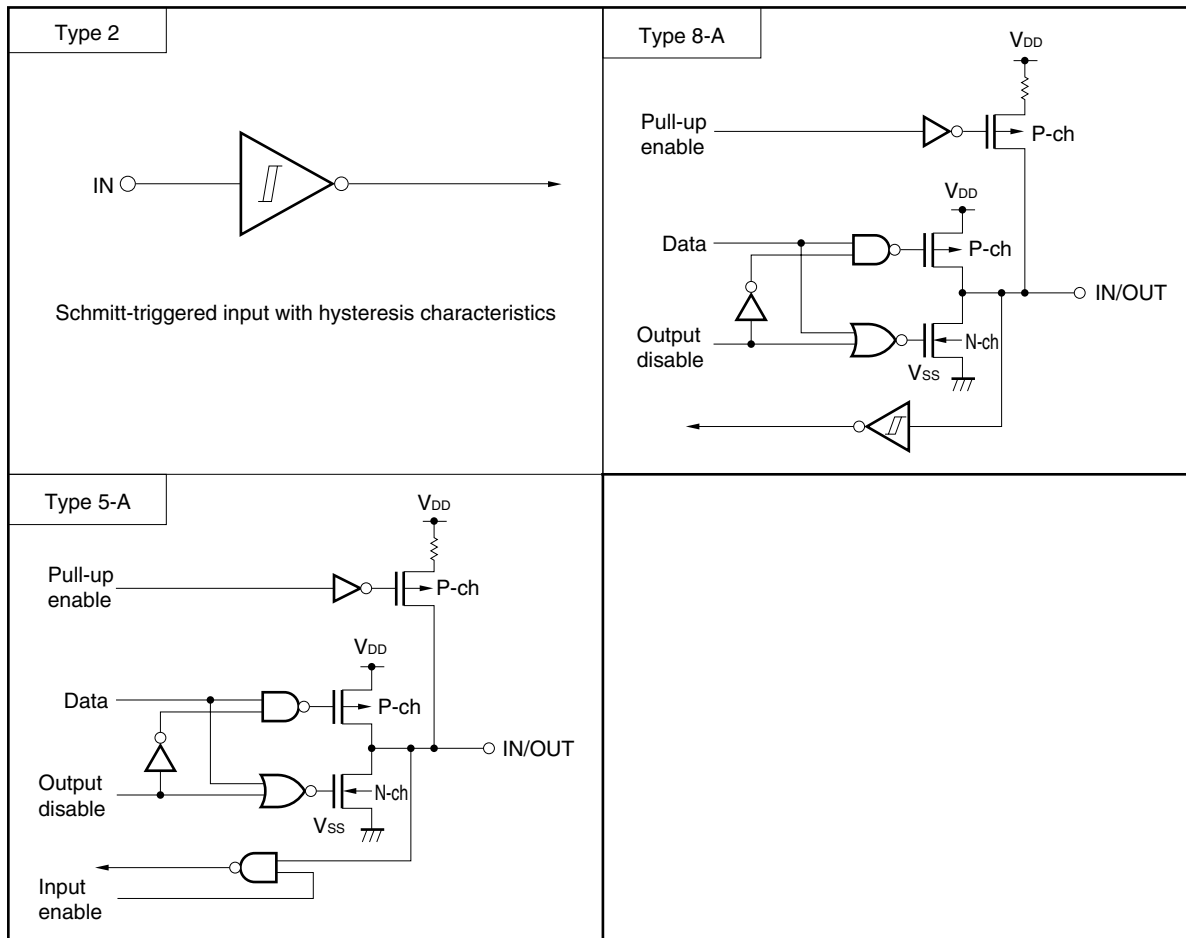 Type 2
IN
Schmitt-triggered input with hysteresis characteristics
Type 8-A
VDD
Pull-up
enable
P-ch
VDD
Data
P-ch
IN/OUT
Output
disable
N-ch
VSS
Type 5-A
VDD
Pull-up
enable
P-ch
VDD
Data
P-ch
IN/OUT
Output
disable
N-ch
VSS
Input
enable